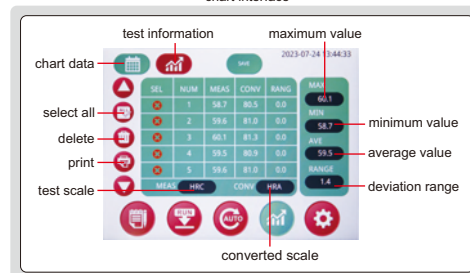 chart interface
test information
maximum value
chart data
SAVE
2023-07-24 13:44:33
SEL NUM MEAS CONV RANG
1 58.7 80.5 0.0
2 59.6 81.0 0.0
3 60.1 81.3 0.0
4 59.5 80.9 0.0
5 59.6 81.0 0.0
MEAS HRC CONV HRA
MAX
60.1
MIN
58.7
AVE
59.5
RANGE
1.4
select all
delete
print
test scale
minimum value
average value
deviation range
RUN
AUTO
converted scale